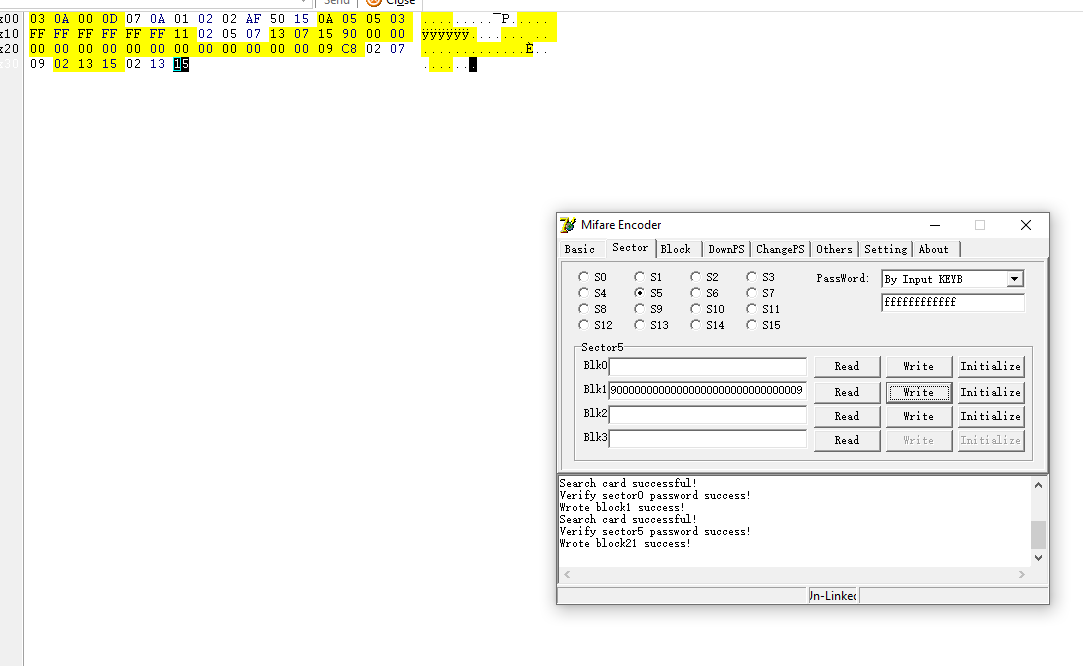 Send Close
x00 03 0A 00 0D 07 0A 01 02 02 AF 50 15 0A 05 05 03 .........¯P.....
x10 FF FF FF FF FF FF 11 02 05 07 13 07 15 90 00 00 ÿÿÿÿÿÿ..........
x20 00 00 00 00 00 00 00 00 00 00 00 00 09 C8 02 07 .............È..
x30 09 02 13 15 02 13 15 .......
Mifare Encoder
Basic Sector Block DownPS ChangePS Others Setting About
S0 S1 S2 S3 PassWord: By Input KEYB
S4 S5 S6 S7 ffffffffffff
S8 S9 S10 S11
S12 S13 S14 S15
Sector5
Blk0 Read Write Initialize
Blk1 90000000000000000000000000000009 Read Write Initialize
Blk2 Read Write Initialize
Blk3 Read Write Initialize
Search card successful!
Verify sector0 password success!
Wrote block1 success!
Search card successful!
Verify sector5 password success!
Wrote block21 success!
Un-Linked